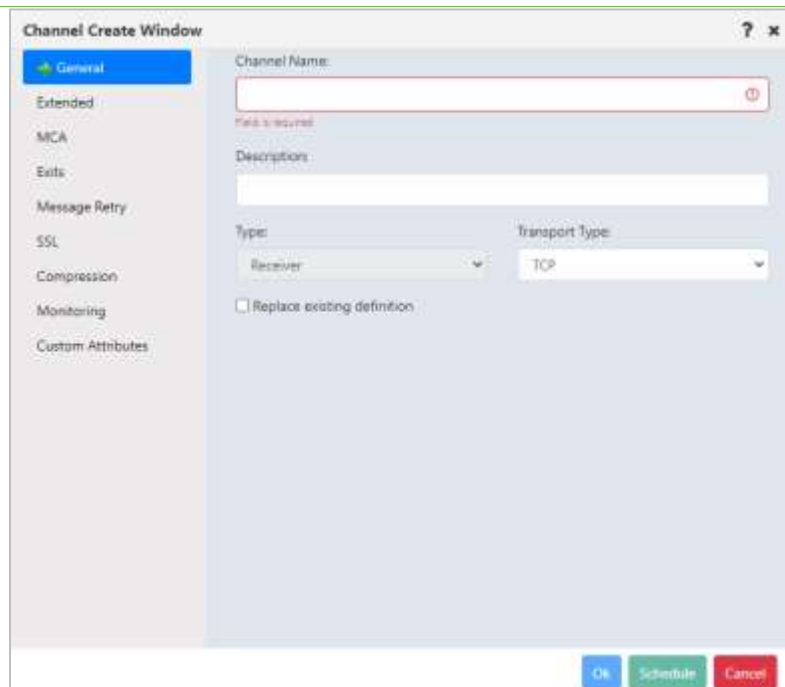 Channel Create Window ?
General
Extended
MCA
Exits
Message Retry
SSL
Compression
Monitoring
Custom Attributes
Channel Name:
Field is required
Description:
Type: Transport Type:
Receiver TCP
Replace existing definition
Ok Schedule Cancel